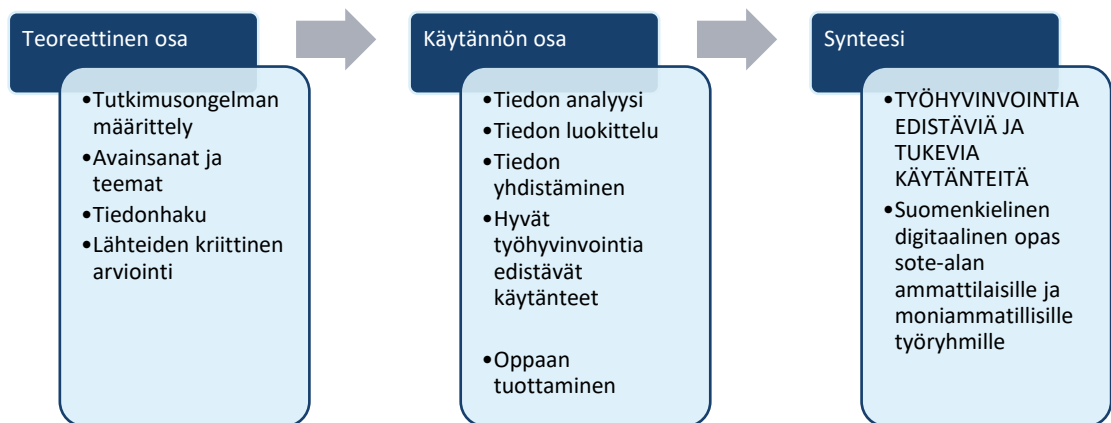 Teoreettinen osa
•Tutkimusongelman
määrittely
•Avainsanat ja
teemat
•Tiedonhaku
•Lähteiden kriittinen
arviointi
Käytännön osa
•Tiedon analyysi
•Tiedon luokittelu
•Tiedon
yhdistäminen
•Hyvät
työhyvinvointia
edistävät
käytänteet
•Oppaan
tuottaminen
Synteesi
•TYÖHYVINVOINTIA
EDISTÄVIÄ JA
TUKEVIA
KÄYTÄNTEITÄ
•Suomenkielinen
digitaalinen opas
sote-alan
ammattilaisille ja
moniammatillisille
työryhmille